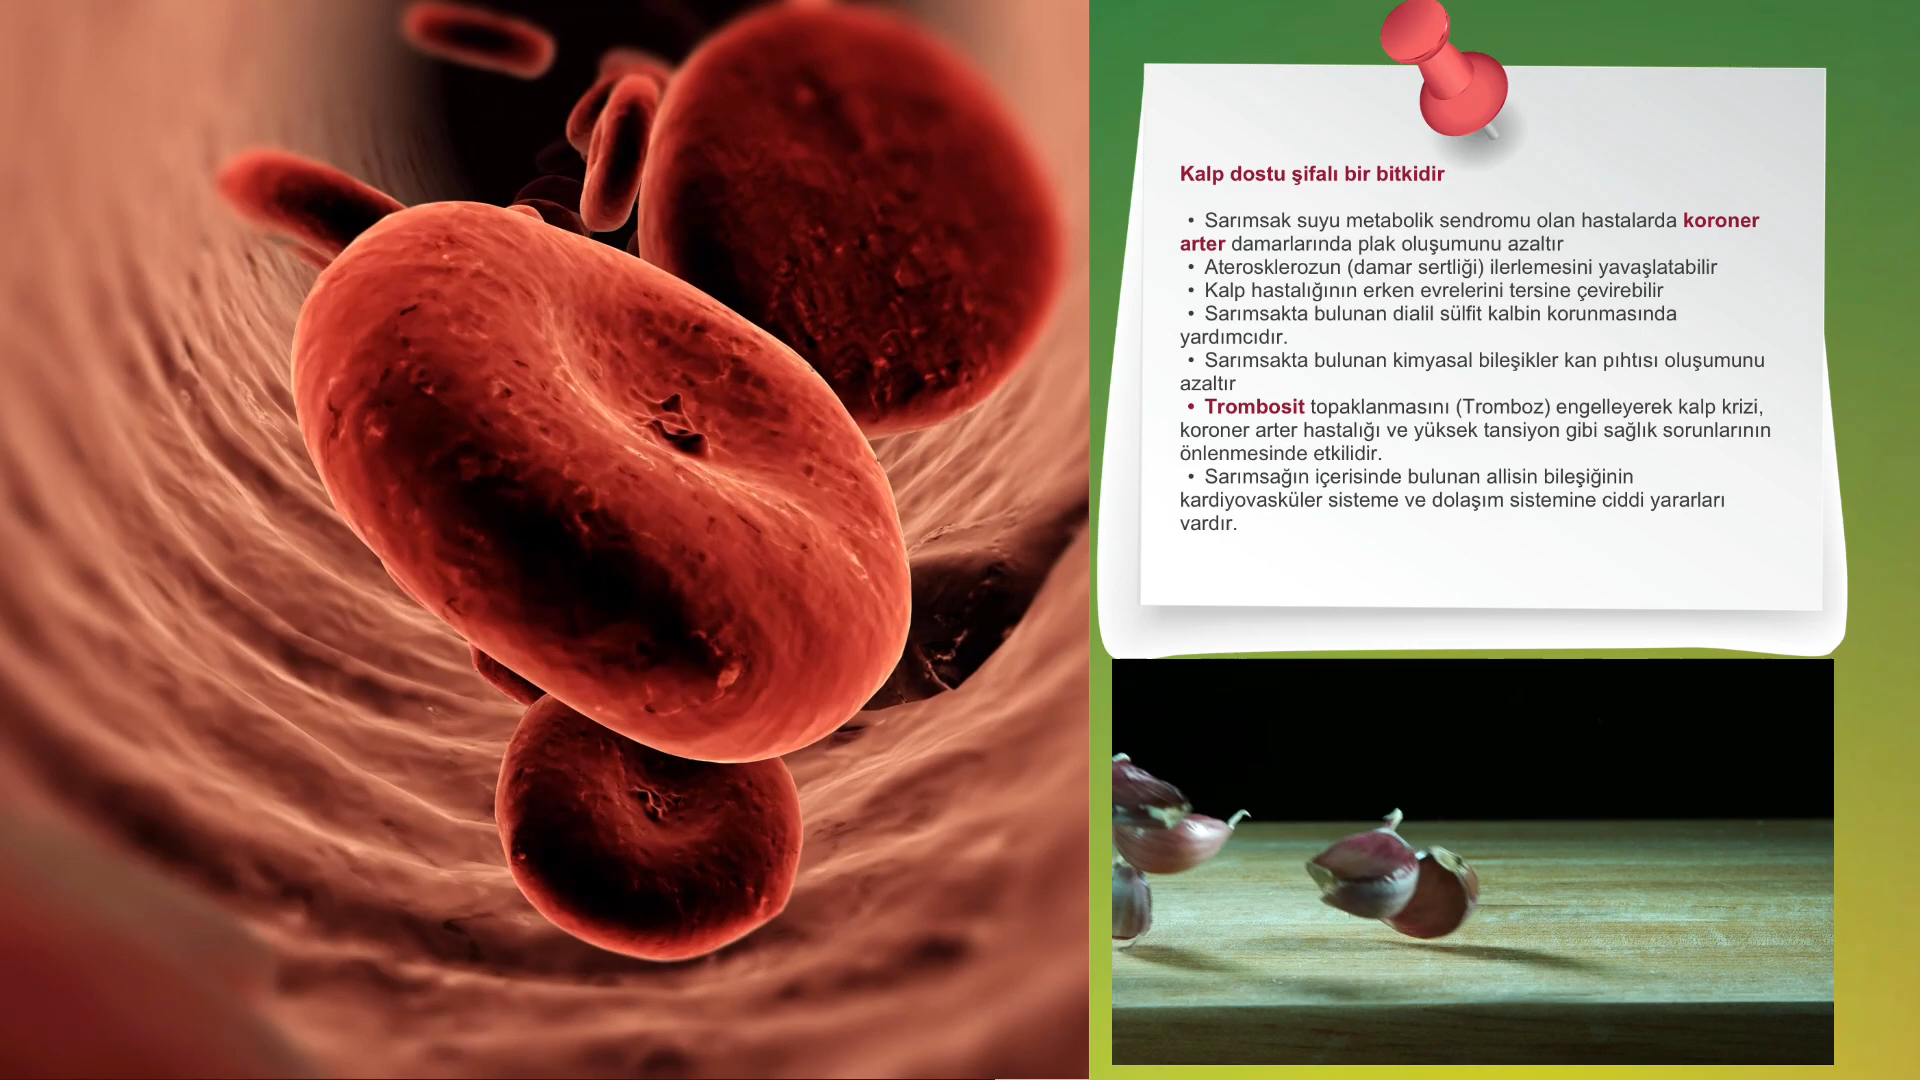 Kalp dostu şifalı bir bitkidir
• Sarımsak suyu metabolik sendromu olan hastalarda koroner
arter damarlarında plak oluşumunu azaltır
• Aterosklerozun (damar sertliği) ilerlemesini yavaşlatabilir
• Kalp hastalığının erken evrelerini tersine çevirebilir
• Sarımsakta bulunan dialil sülfit kalbin korunmasında
yardımcıdır.
• Sarımsakta bulunan kimyasal bileşikler kan pıhtısı oluşumunu
azaltır
• Trombosit topaklanmasını (Tromboz) engelleyerek kalp krizi,
koroner arter hastalığı ve yüksek tansiyon gibi sağlık sorunlarının
önlenmesinde etkilidir.
• Sarımsağın içerisinde bulunan allisin bileşiğinin
kardiyovasküler sisteme ve dolaşım sistemine ciddi yararları
vardır.